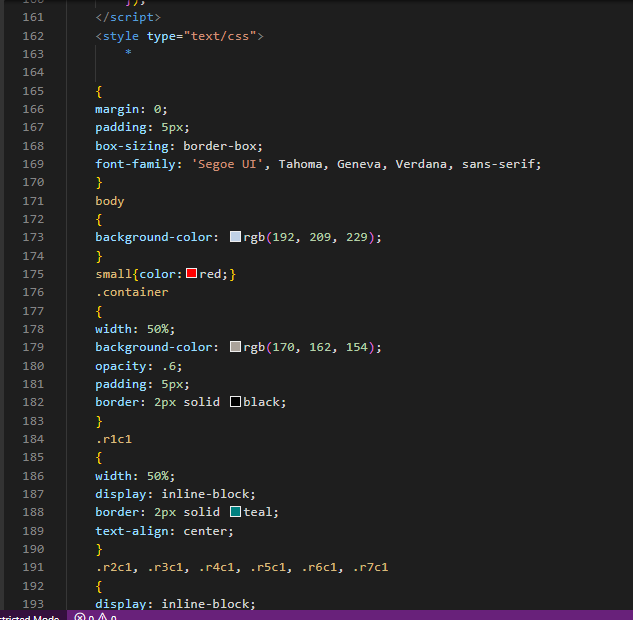 160 });
161 </script>
162 <style type="text/css">
163 *
164
165 {
166 margin: 0;
167 padding: 5px;
168 box-sizing: border-box;
169 font-family: 'Segoe UI', Tahoma, Geneva, Verdana, sans-serif;
170 }
171 body
172 {
173 background-color: rgb(192, 209, 229);
174 }
175 small{color:red;}
176 .container
177 {
178 width: 50%;
179 background-color: rgb(170, 162, 154);
180 opacity: .6;
181 padding: 5px;
182 border: 2px solid black;
183 }
184 .r1c1
185 {
186 width: 50%;
187 display: inline-block;
188 border: 2px solid teal;
189 text-align: center;
190 }
191 .r2c1, .r3c1, .r4c1, .r5c1, .r6c1, .r7c1
192 {
193 display: inline-block;
tricted Mode 0 0